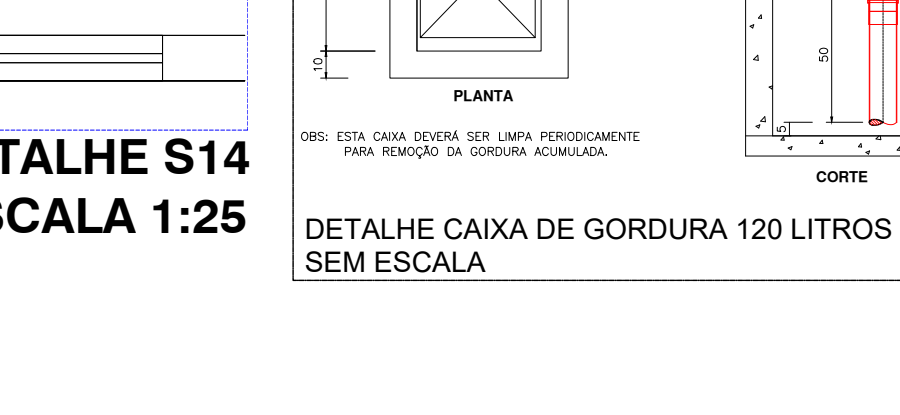 10
PLANTA
OBS: ESTA CAIXA DEVERÁ SER LIMPA PERIODICAMENTE
PARA REMOÇÃO DA GORDURA ACUMULADA.
50
5
CORTE
TALHE S14
SCALA 1:25
DETALHE CAIXA DE GORDURA 120 LITROS
SEM ESCALA